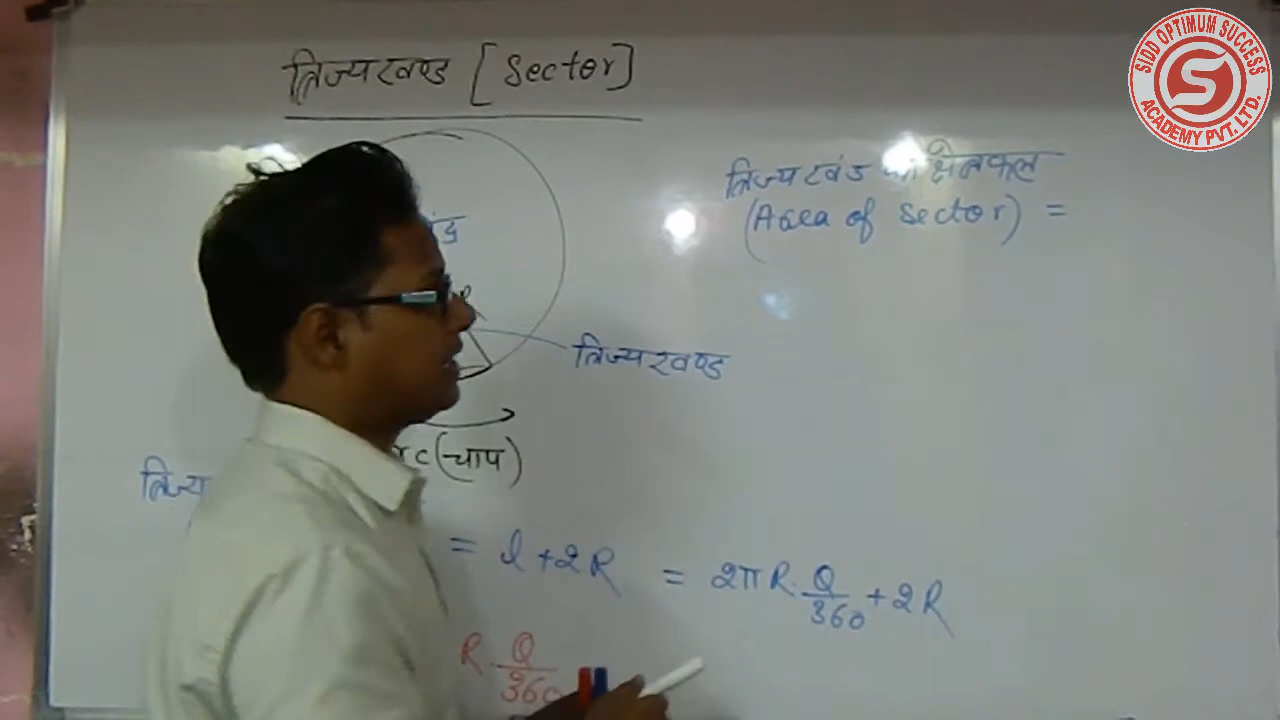 त्रिज्यखण्ड [Sector]
त्रिज्यखंड का क्षेत्रफल
(Area of Sector) =
त्रिज्यखण्ड
(चाप)
त्रिज्य
= l + 2R = 2πR. Q/360 + 2R
R. Q/360
SIDD OPTIMUM SUCCESS
S
ACADEMY PVT. LTD.